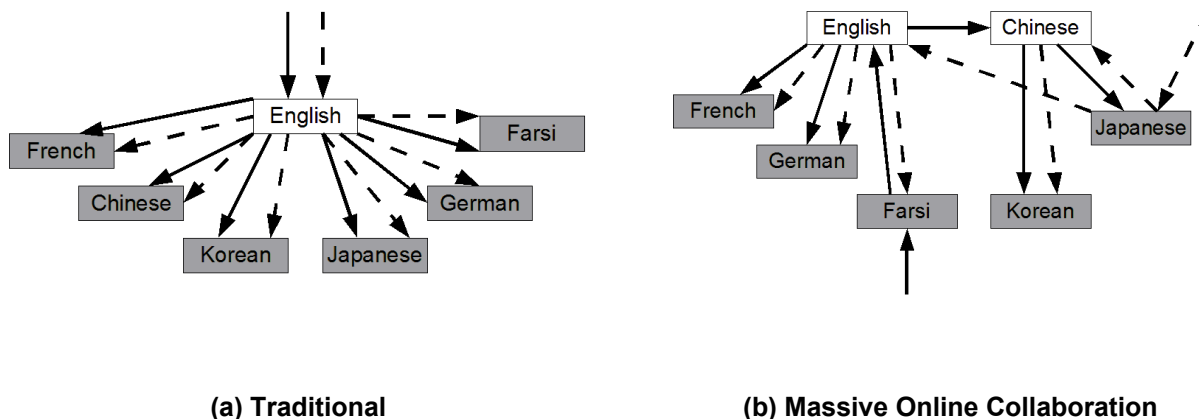 English
French
Farsi
Chinese
German
Korean
Japanese
(a) Traditional
English
Chinese
French
Japanese
German
Farsi
Korean
(b) Massive Online Collaboration